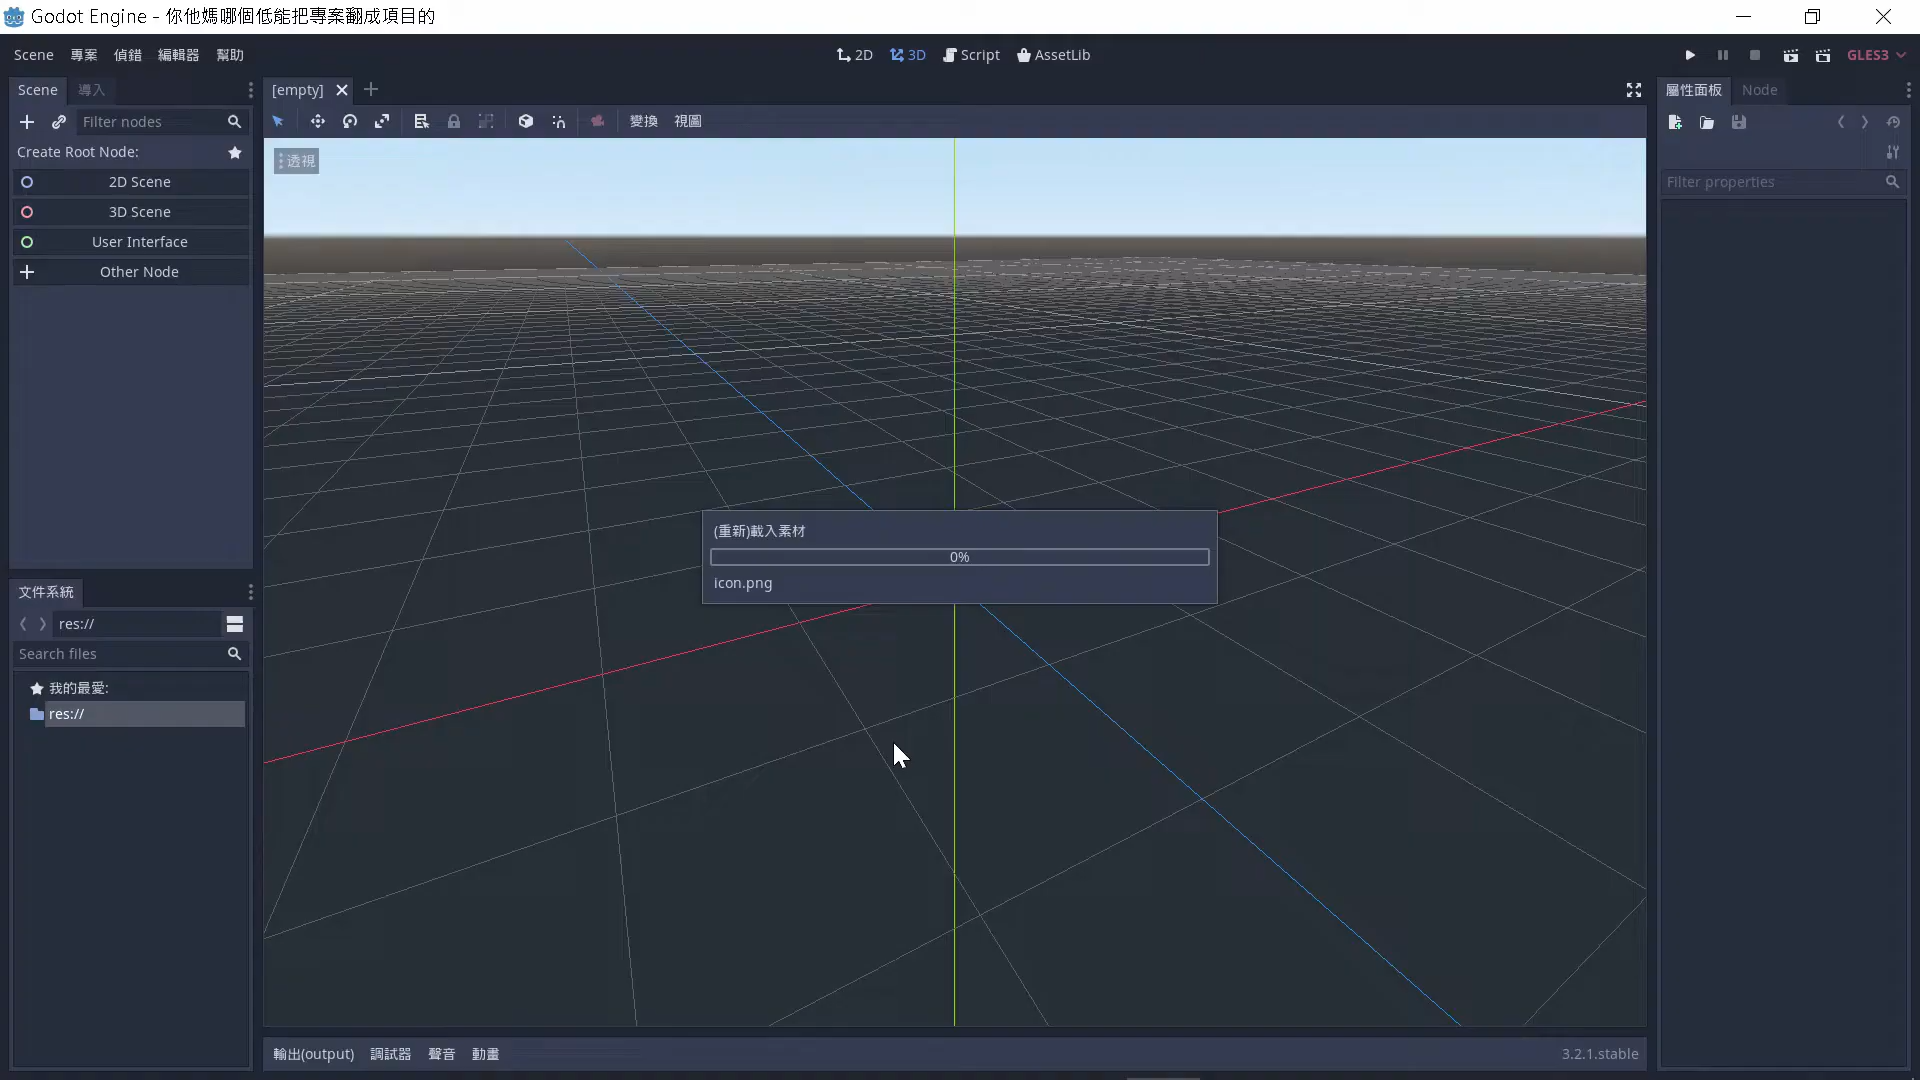 Godot Engine - 你他媽哪個低能把專案翻成項目的
Scene 專案 偵錯 編輯器 幫助
2D 3D Script AssetLib
GLES3
Scene 導入
[empty]
屬性面板 Node
Filter nodes
變換 視圖
Create Root Node:
透視
2D Scene
Filter properties
3D Scene
User Interface
Other Node
(重新)載入素材
0%
icon.png
文件系統
res://
Search files
我的最愛:
res://
輸出(output) 調試器 聲音 動畫
3.2.1.stable